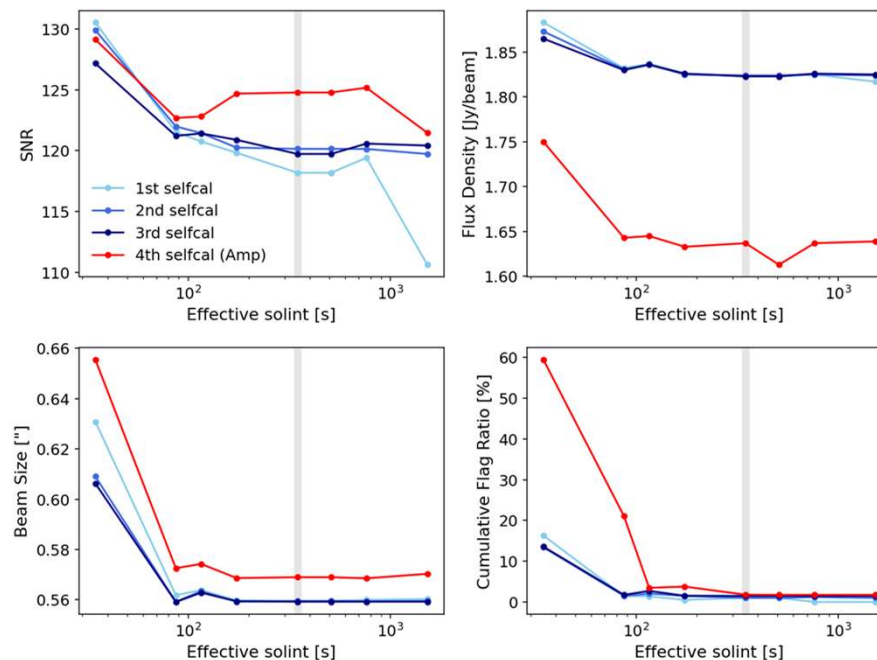 130
125
120
115
110
SNR
1st selfcal
2nd selfcal
3rd selfcal
4th selfcal (Amp)
10²
10³
Effective solint [s]
1.85
1.80
1.75
1.70
1.65
1.60
Flux Density [Jy/beam]
10²
10³
Effective solint [s]
0.66
0.64
0.62
0.60
0.58
0.56
Beam Size ["]
10²
10³
Effective solint [s]
60
50
40
30
20
10
0
Cumulative Flag Ratio [%]
10²
10³
Effective solint [s]